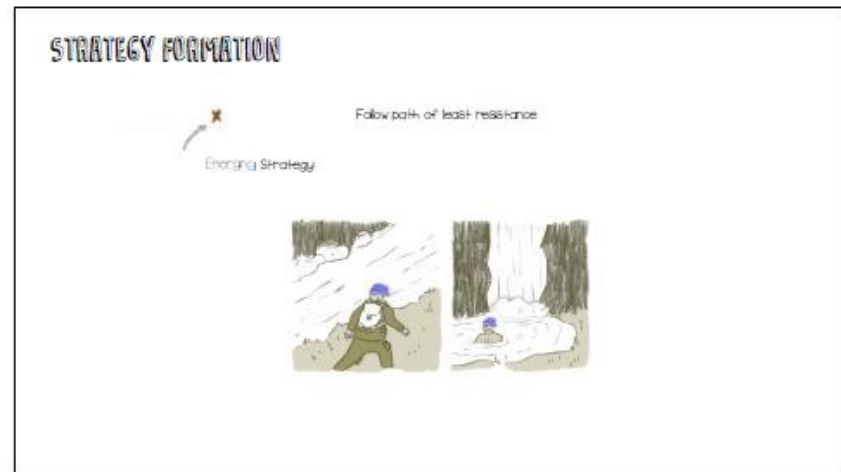 STRATEGY FORMATION
Follow path of least resistance
Emerging Strategy